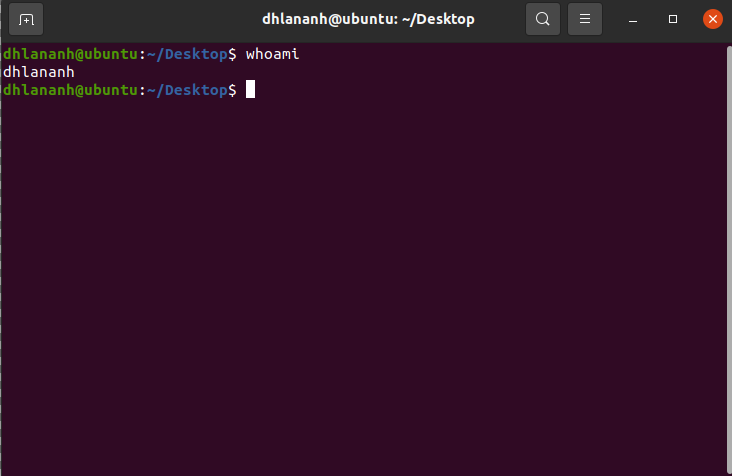 dhlananh@ubuntu: ~/Desktop
dhlananh@ubuntu:~/Desktop$ whoami
dhlananh
dhlananh@ubuntu:~/Desktop$